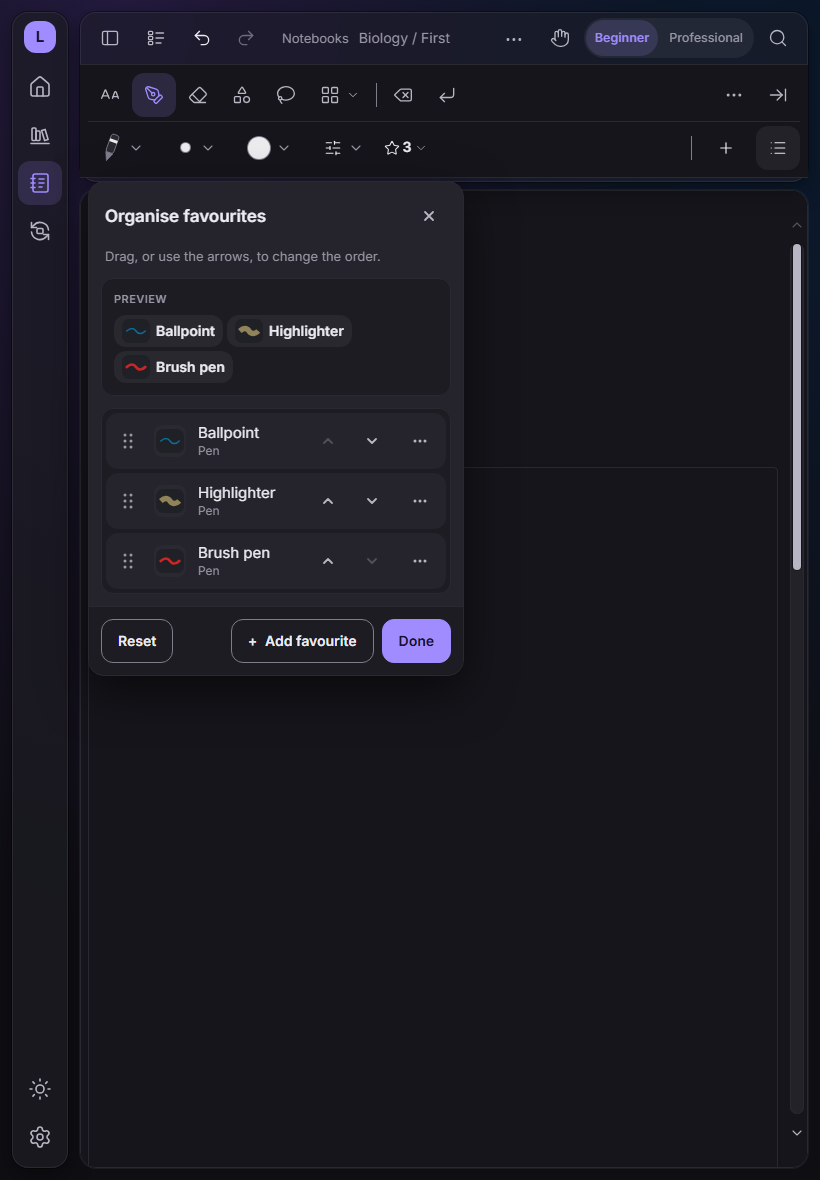 L
Notebooks Biology / First
Beginner Professional
AA
3
Organise favourites
Drag, or use the arrows, to change the order.
PREVIEW
Ballpoint Highlighter
Brush pen
Ballpoint
Pen
Highlighter
Pen
Brush pen
Pen
Reset + Add favourite Done